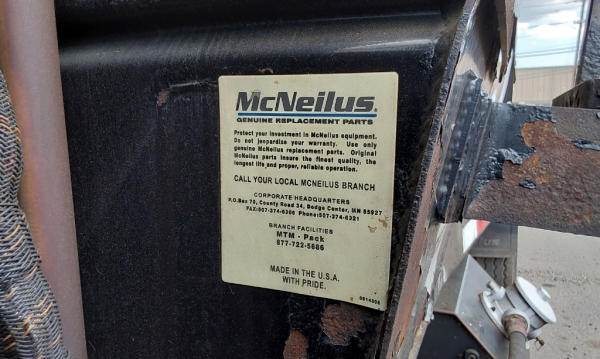 McNeilus
GENUINE REPLACEMENT PARTS
Protect your investment in McNeilus equipment.
Do not jeopardize your warranty. Use only
genuine McNeilus replacement parts. Original
McNeilus parts insure the finest quality, the
longest life and proper, reliable operation.
CALL YOUR LOCAL MCNEILUS BRANCH
CORPORATE HEADQUARTERS
P.O.Box 70, County Road 34, Dodge Center, MN 55927
FAX:507-374-6306 Phone:507-374-6321
BRANCH FACILITIES
MTM - Pack
877-722-5686
MADE IN THE U.S.A.
WITH PRIDE.